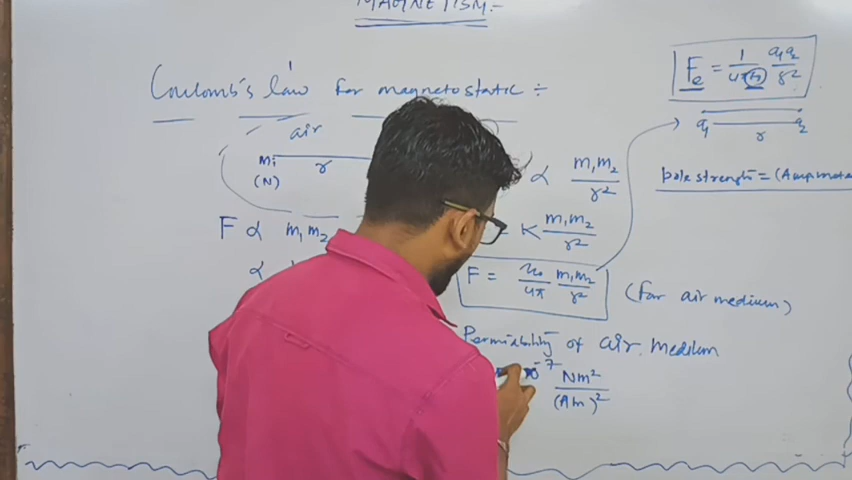 MAGNETISM:-
Coulomb's law for magnetostatic ÷
Fe = 1/4π q1q2/r²
air
q1 r q2
m1 r
(N)
∝ m1m2/r²
pole strength = (Amp
F ∝ m1m2
= K m1m2/r²
∝
F = μ0/4π m1m2/r² (for air medium)
Permiability of air medium
10⁻⁷ Nm²/(Am)²